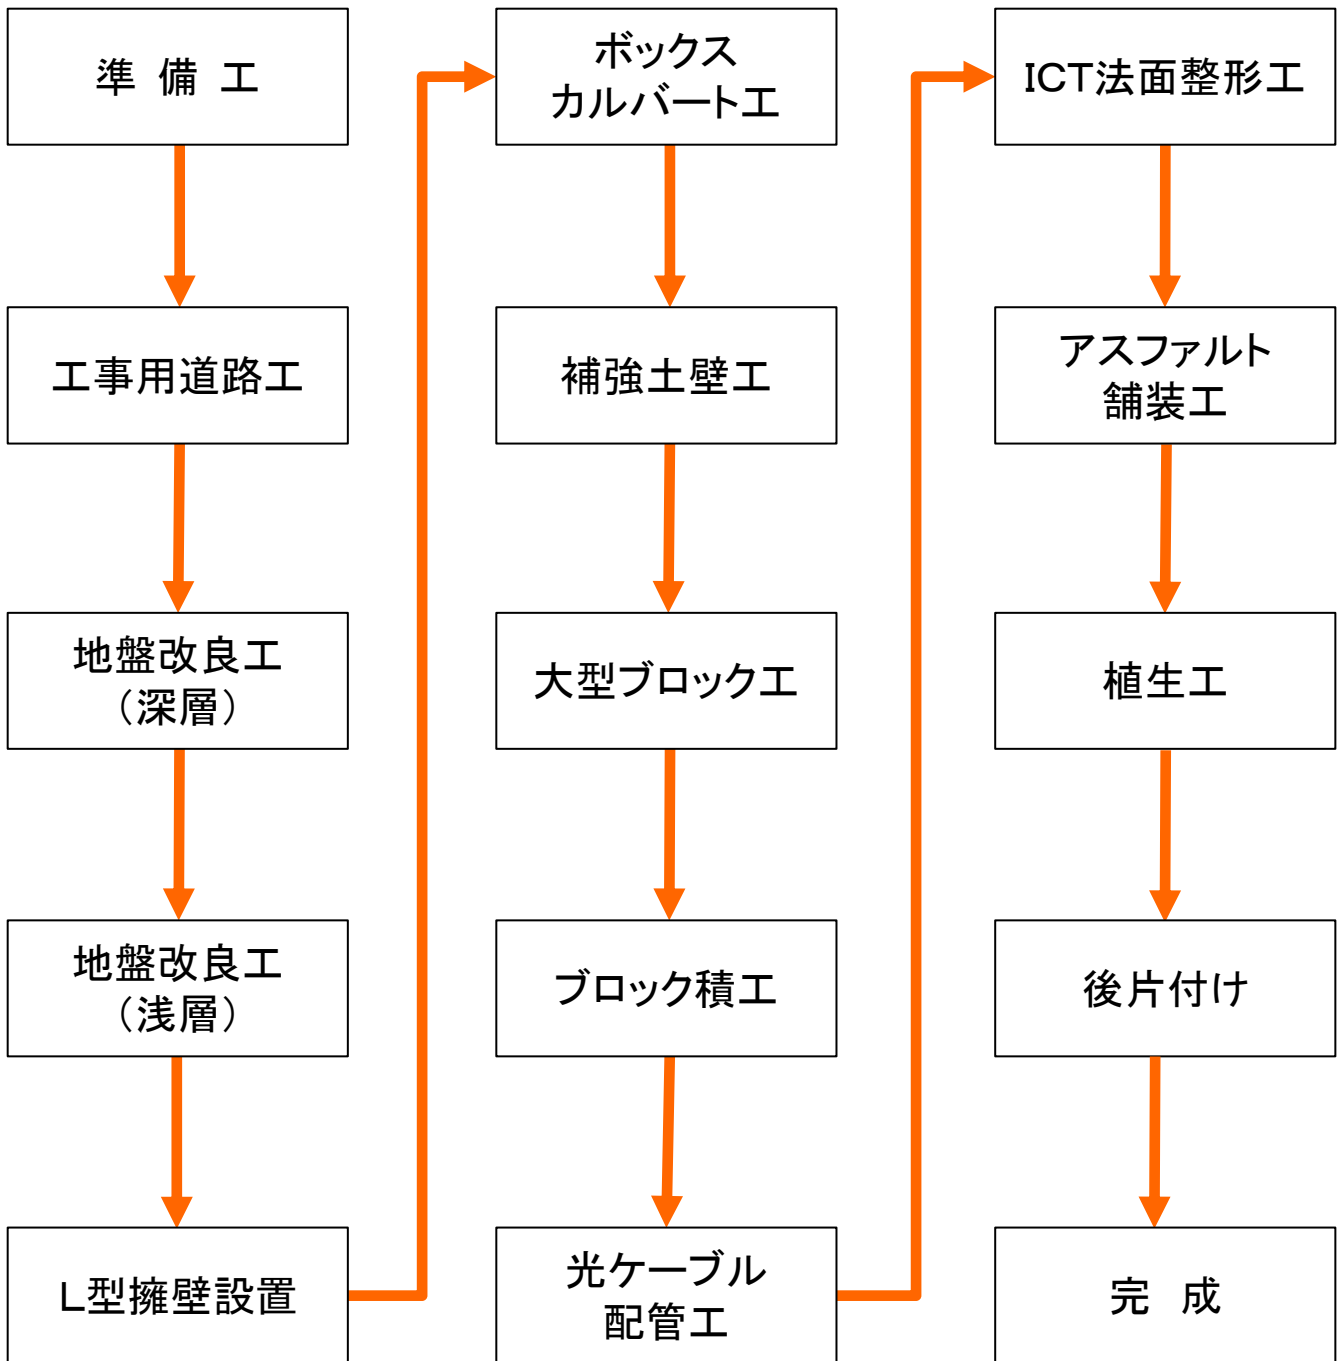 準 備 工
工事用道路工
地盤改良工
（深層）
地盤改良工
（浅層）
L型擁壁設置
ボックス
カルバート工
補強土壁工
大型ブロック工
ブロック積工
光ケーブル
配管工
ICT法面整形工
アスファルト
舗装工
植生工
後片付け
完 成